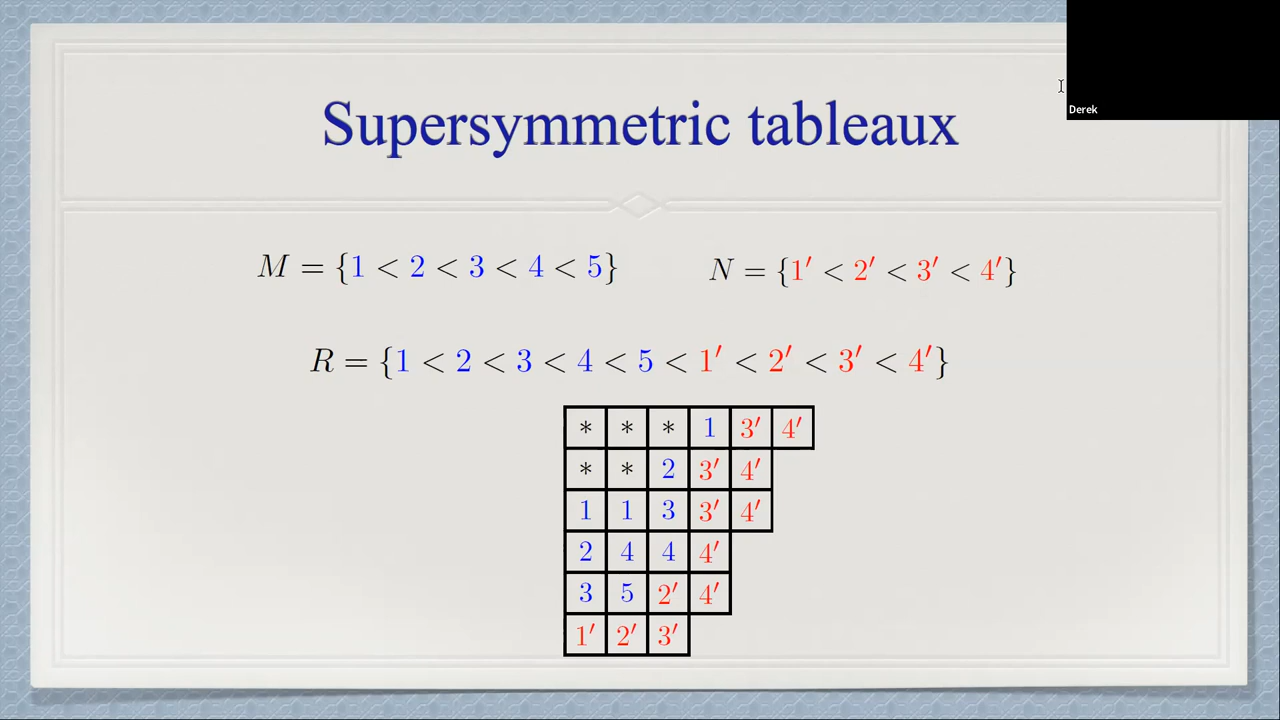 Derek
Supersymmetric tableaux
M = {1 < 2 < 3 < 4 < 5} N = {1′ < 2′ < 3′ < 4′}
R = {1 < 2 < 3 < 4 < 5 < 1′ < 2′ < 3′ < 4′}
* * * 1 3′ 4′
* * 2 3′ 4′
1 1 3 3′ 4′
2 4 4 4′
3 5 2′ 4′
1′ 2′ 3′